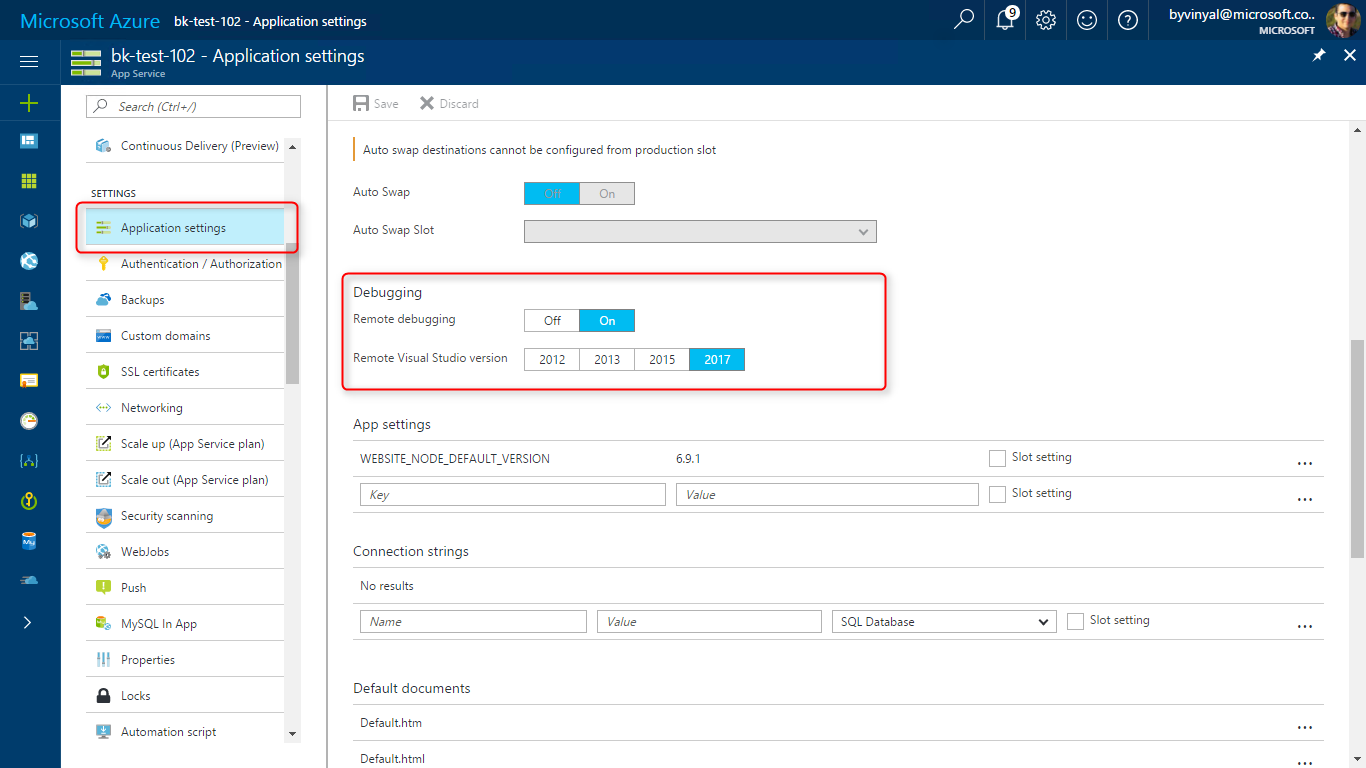 Microsoft Azure bk-test-102 - Application settings
9
byvinyal@microsoft.co..
MICROSOFT
bk-test-102 - Application settings
App Service
Search (Ctrl+/)
Continuous Delivery (Preview)
SETTINGS
Application settings
Authentication / Authorization
Backups
Custom domains
SSL certificates
Networking
Scale up (App Service plan)
Scale out (App Service plan)
Security scanning
WebJobs
Push
MySQL In App
Properties
Locks
Automation script
Save Discard
Auto swap destinations cannot be configured from production slot
Auto Swap Off On
Auto Swap Slot
Debugging
Remote debugging Off On
Remote Visual Studio version 2012 2013 2015 2017
App settings
WEBSITE_NODE_DEFAULT_VERSION 6.9.1 Slot setting ...
Key Value Slot setting ...
Connection strings
No results
Name Value SQL Database Slot setting ...
Default documents
Default.htm ...
Default.html ...
My